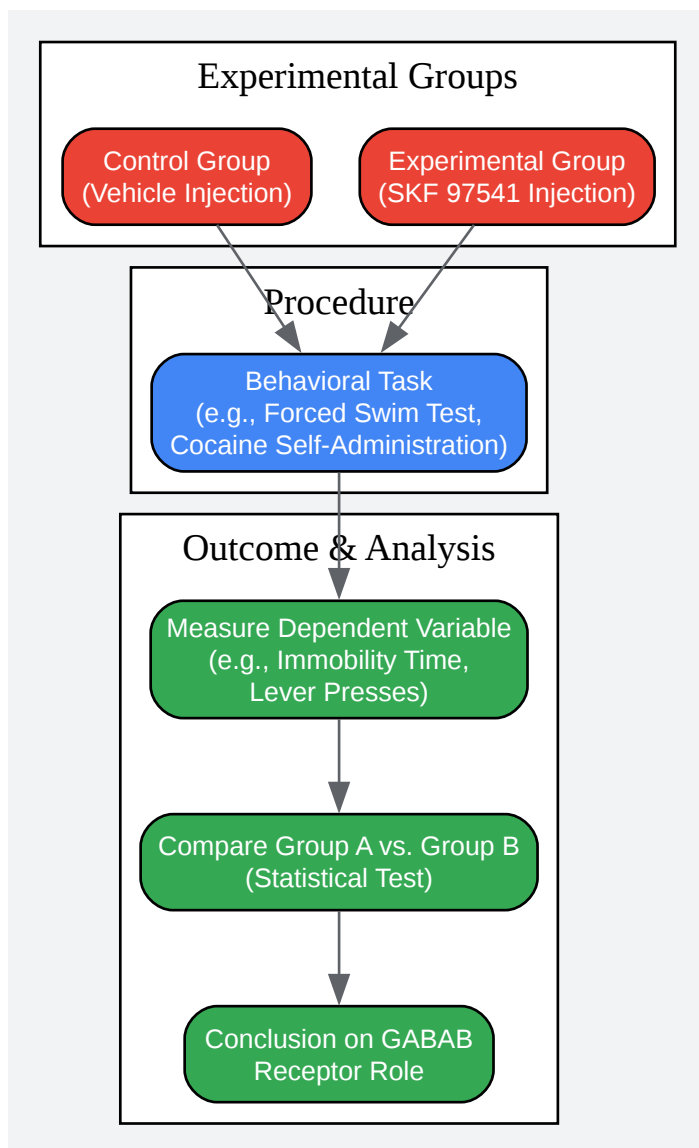 Experimental Groups
Control Group
(Vehicle Injection)
Experimental Group
(SKF 97541 Injection)
Procedure
Behavioral Task
(e.g., Forced Swim Test,
Cocaine Self-Administration)
Outcome & Analysis
Measure Dependent Variable
(e.g., Immobility Time,
Lever Presses)
Compare Group A vs. Group B
(Statistical Test)
Conclusion on GABAB
Receptor Role